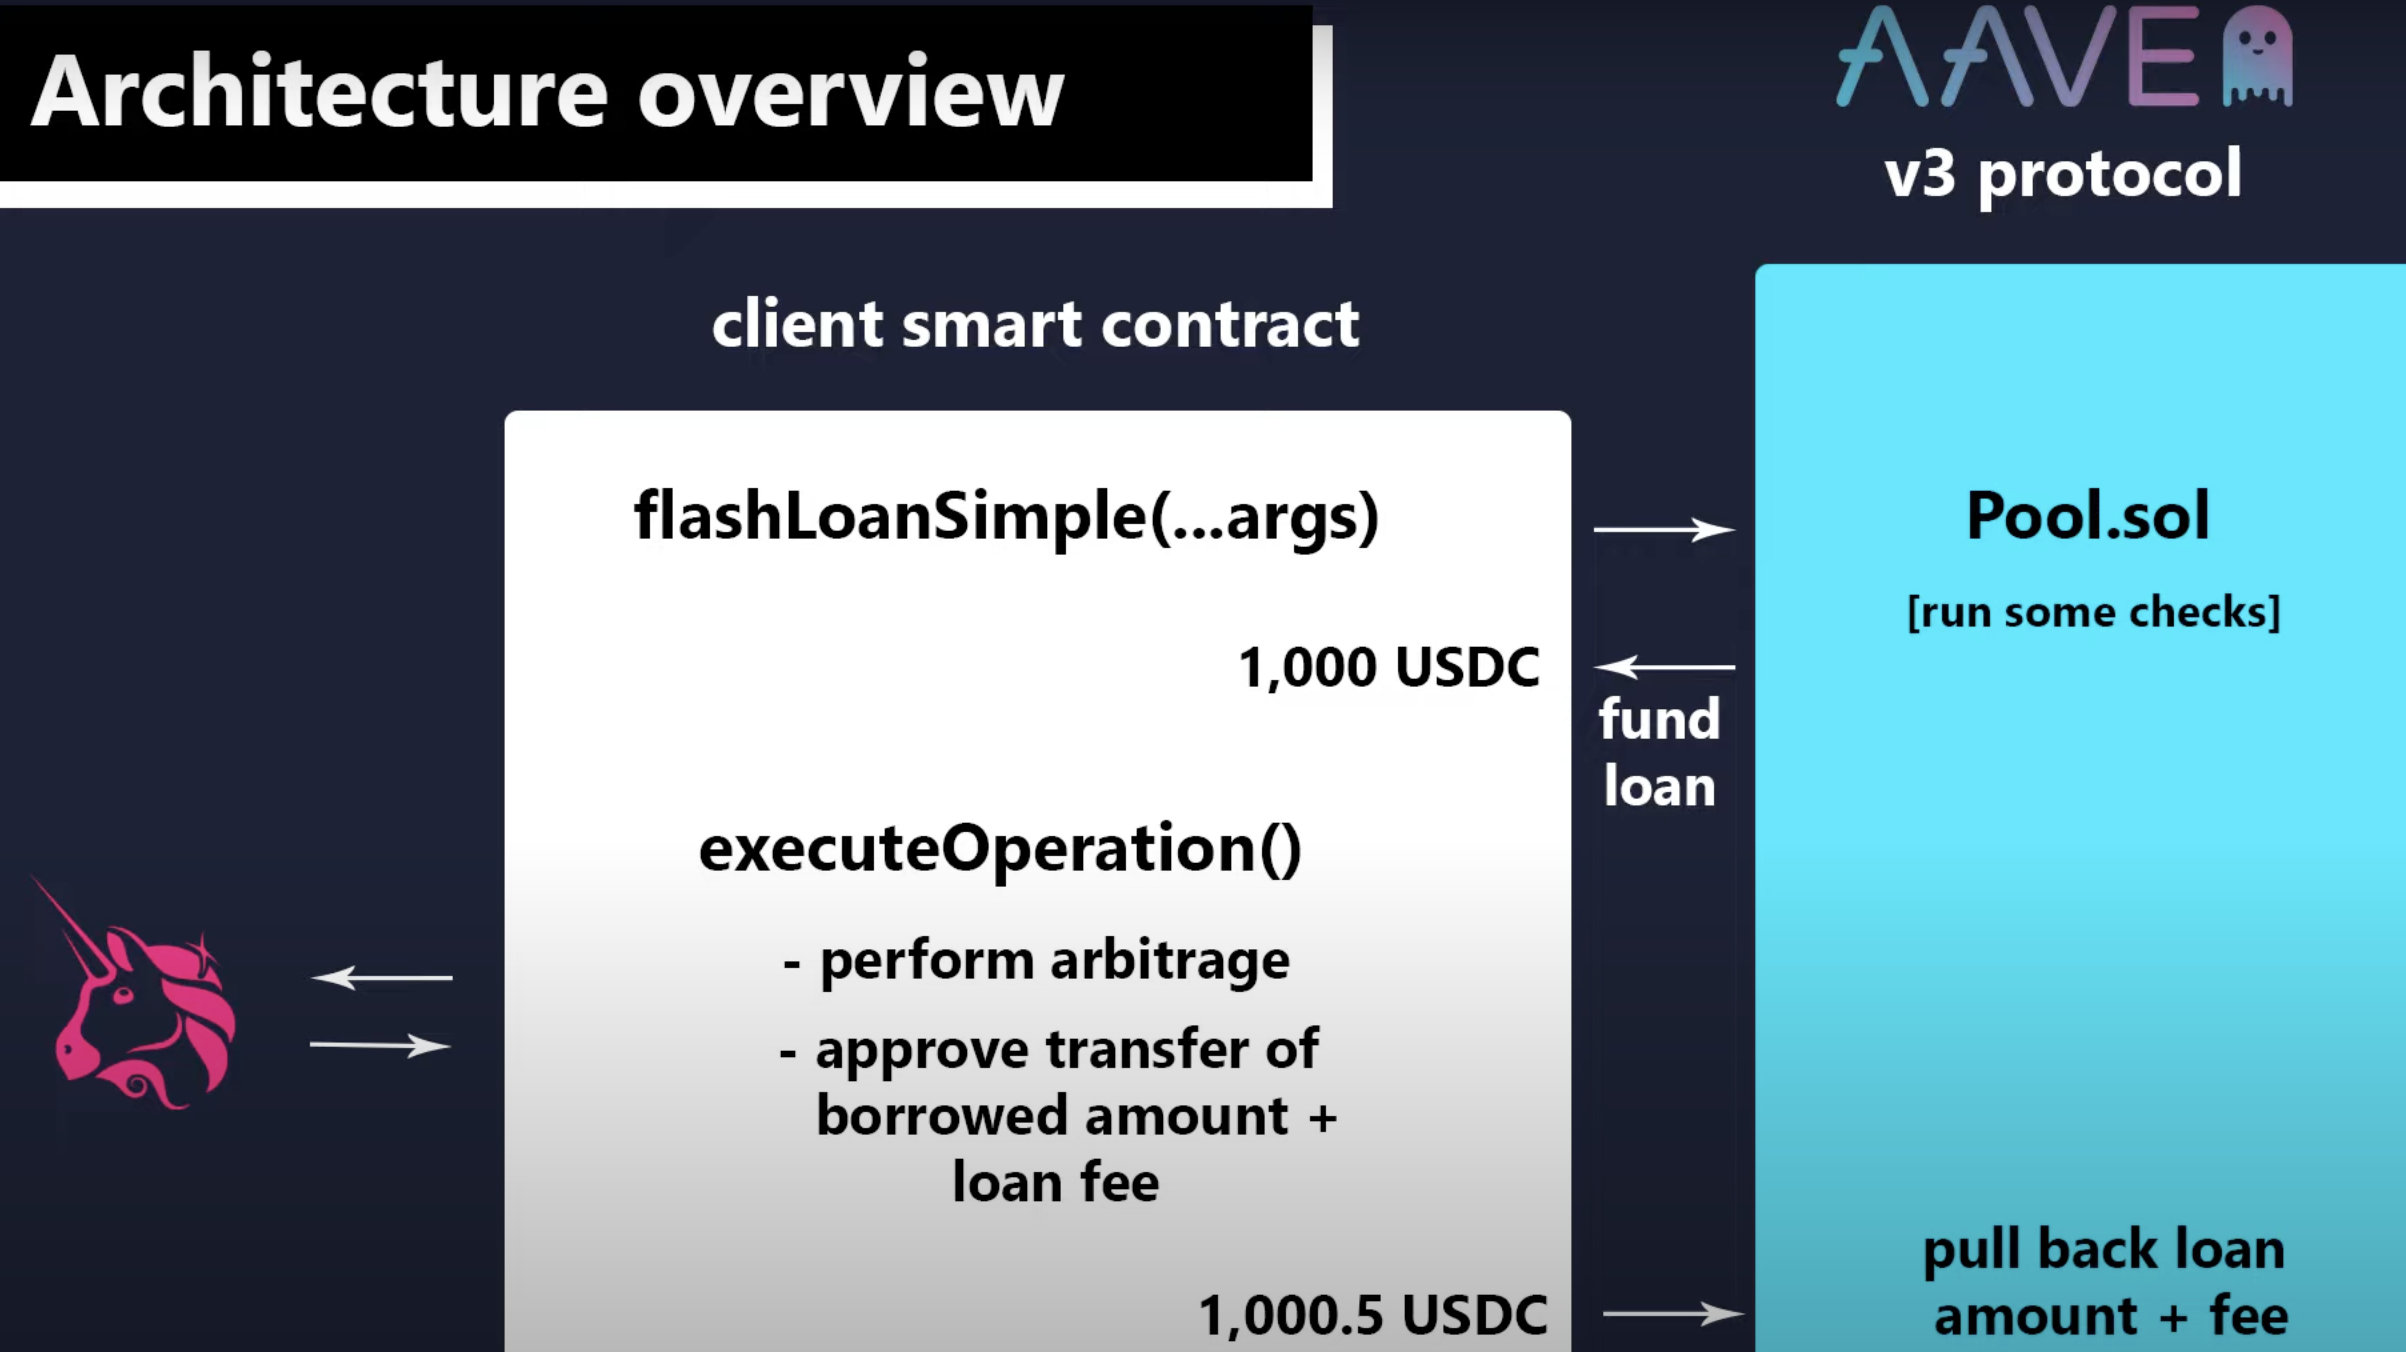 Architecture overview
AAVE
v3 protocol
client smart contract
flashLoanSimple(...args)
Pool.sol
[run some checks]
1,000 USDC
fund
loan
executeOperation()
- perform arbitrage
- approve transfer of
borrowed amount +
loan fee
pull back loan
amount + fee
1,000.5 USDC